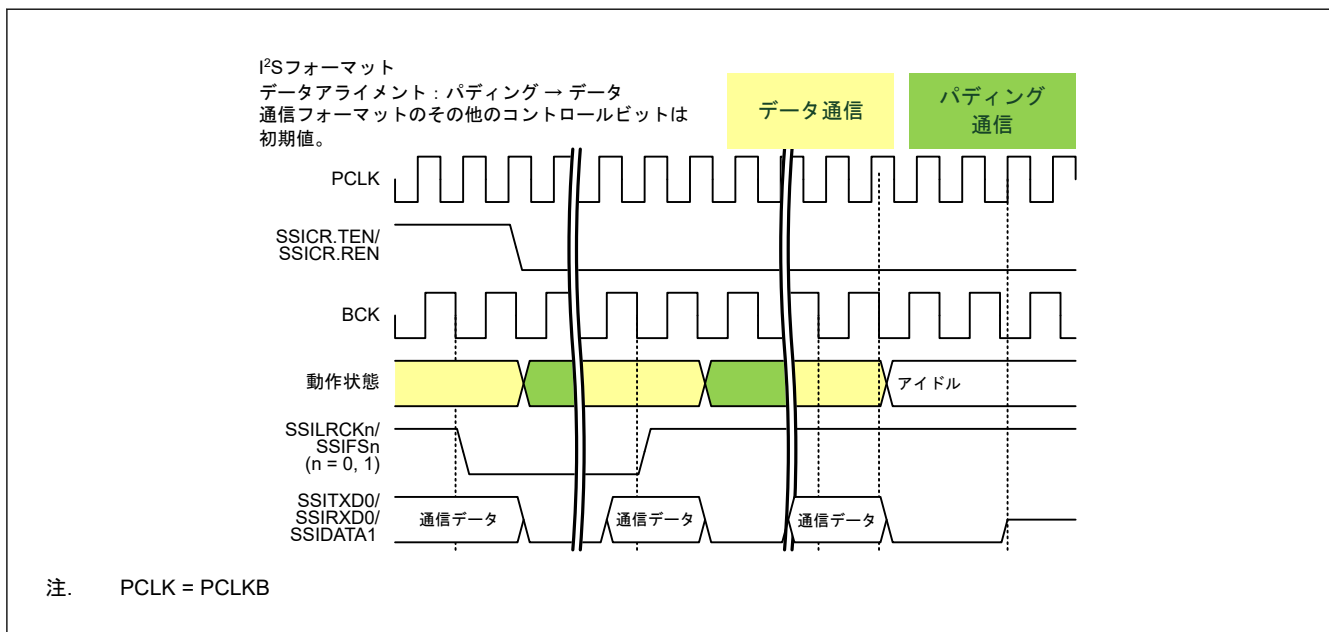 I²Sフォーマット
データアライメント：パディング → データ
通信フォーマットのその他のコントロールビットは
初期値。
データ通信
パディング
通信
PCLK
SSICR.TEN/
SSICR.REN
BCK
動作状態
アイドル
SSILRCKn/
SSIFSn
(n = 0, 1)
SSITXD0/
SSIRXD0/
SSIDATA1
通信データ
通信データ
通信データ
注. PCLK = PCLKB